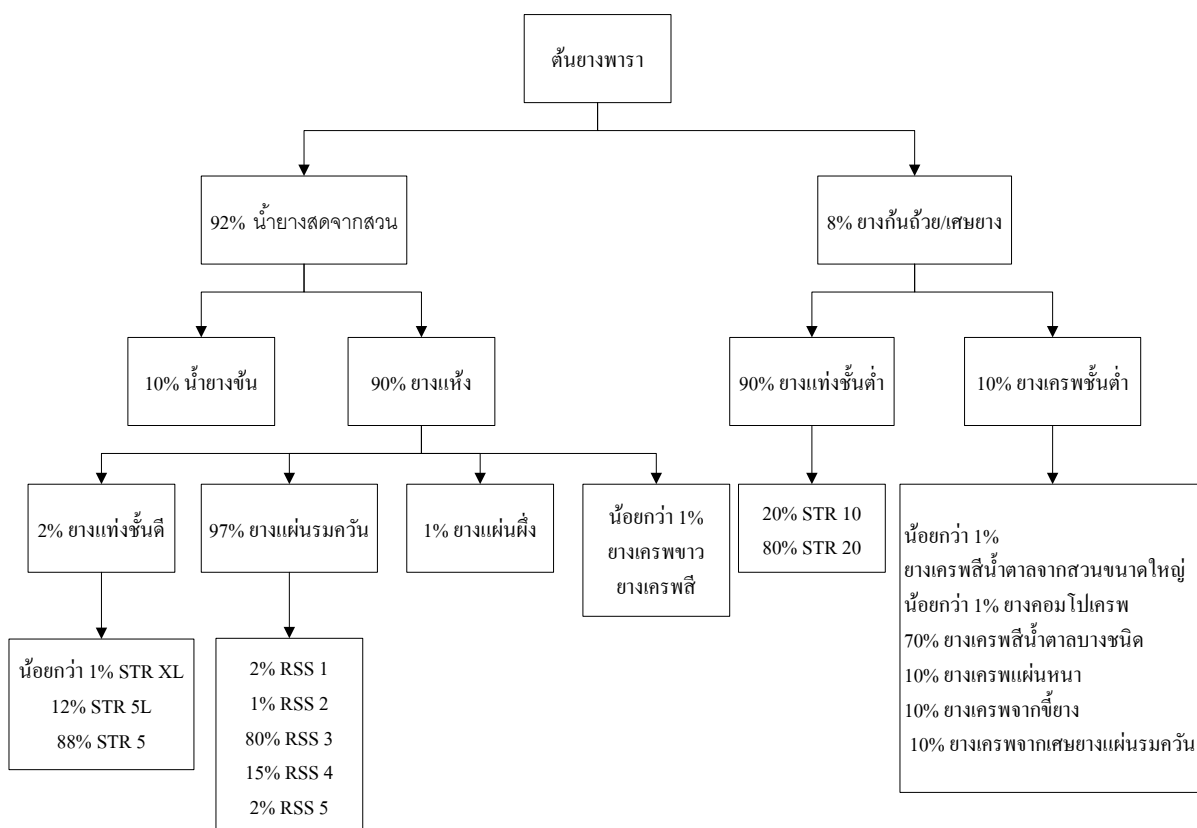 ต้นยางพารา
92% น้ำยางสดจากสวน
8% ยางก้นถ้วย/เศษยาง
10% น้ำยางข้น
90% ยางแห้ง
90% ยางแท่งชั้นต่ำ
10% ยางเครพชั้นต่ำ
2% ยางแท่งชั้นดี
97% ยางแผ่นรมควัน
1% ยางแผ่นผึ่ง
น้อยกว่า 1%
ยางเครพขาว
ยางเครพสี
20% STR 10
80% STR 20
น้อยกว่า 1%
ยางเครพสีน้ำตาลจากสวนขนาดใหญ่
น้อยกว่า 1% ยางคอมโปเครพ
70% ยางเครพสีน้ำตาลบางชนิด
10% ยางเครพแผ่นหนา
10% ยางเครพจากขี้ยาง
10% ยางเครพจากเศษยางแผ่นรมควัน
น้อยกว่า 1% STR XL
12% STR 5L
88% STR 5
2% RSS 1
1% RSS 2
80% RSS 3
15% RSS 4
2% RSS 5